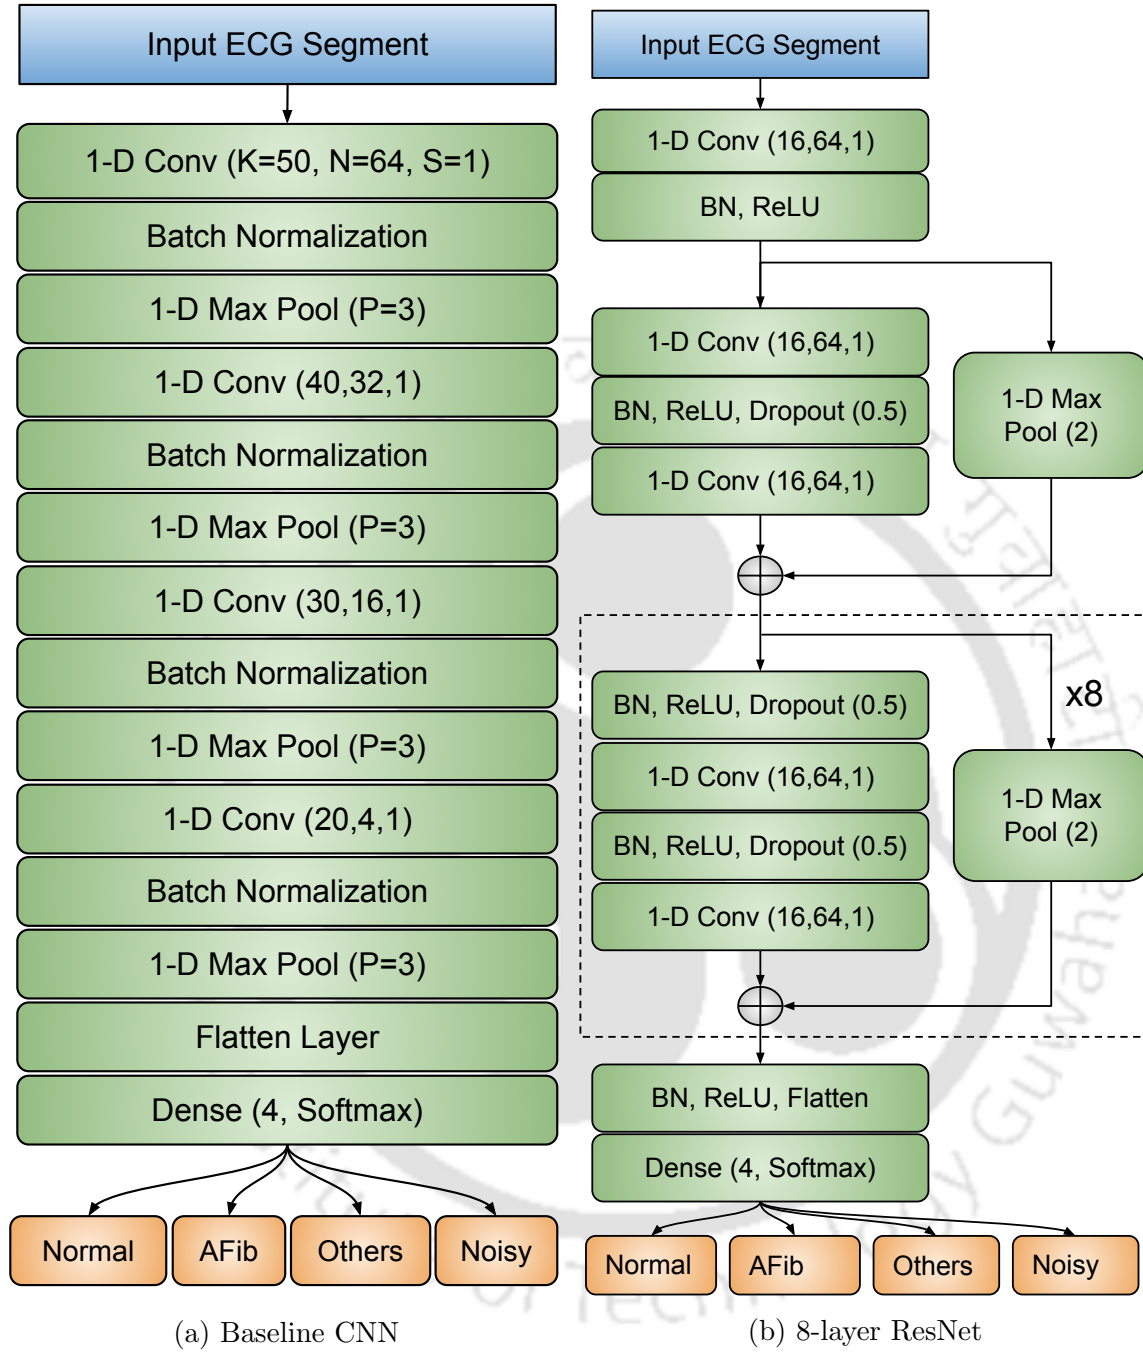 Input ECG Segment
1-D Conv (K=50, N=64, S=1)
Batch Normalization
1-D Max Pool (P=3)
1-D Conv (40,32,1)
Batch Normalization
1-D Max Pool (P=3)
1-D Conv (30,16,1)
Batch Normalization
1-D Max Pool (P=3)
1-D Conv (20,4,1)
Batch Normalization
1-D Max Pool (P=3)
Flatten Layer
Dense (4, Softmax)
Normal
AFib
Others
Noisy
(a) Baseline CNN
Input ECG Segment
1-D Conv (16,64,1)
BN, ReLU
1-D Conv (16,64,1)
BN, ReLU, Dropout (0.5)
1-D Conv (16,64,1)
1-D Max
Pool (2)
x8
BN, ReLU, Dropout (0.5)
1-D Conv (16,64,1)
BN, ReLU, Dropout (0.5)
1-D Conv (16,64,1)
1-D Max
Pool (2)
BN, ReLU, Flatten
Dense (4, Softmax)
Normal
AFib
Others
Noisy
(b) 8-layer ResNet